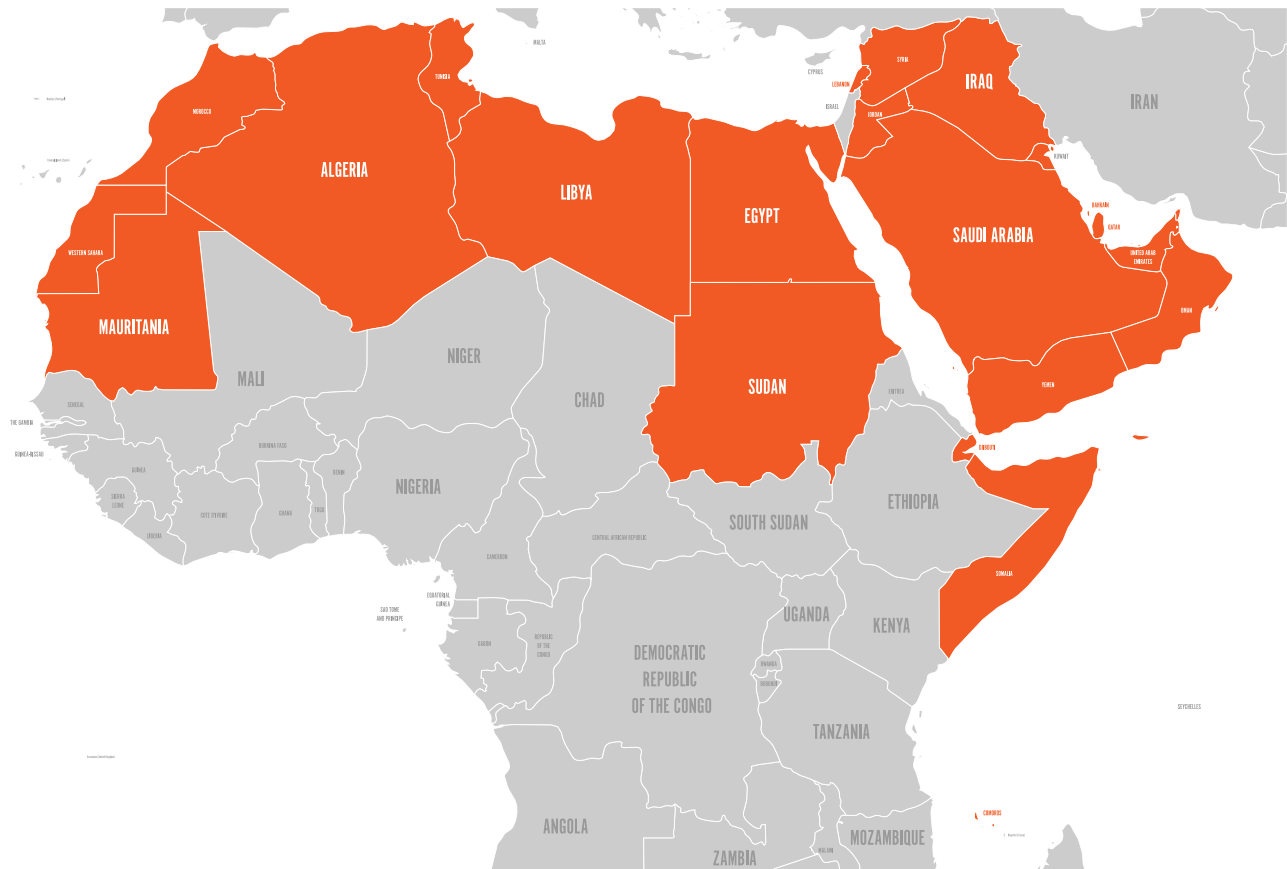 MALTA
CYPRUS
SYRIA
LEBANON
IRAQ
IRAN
TUNISIA
ISRAEL
JORDAN
MOROCCO
KUWAIT
ALGERIA
LIBYA
EGYPT
SAUDI ARABIA
BAHRAIN
QATAR
UNITED ARAB
EMIRATES
WESTERN SAHARA
OMAN
MAURITANIA
NIGER
MALI
CHAD
SUDAN
YEMEN
ERITREA
SENEGAL
THE GAMBIA
GUINEA-BISSAU
BURKINA FASO
DJIBOUTI
GUINEA
BENIN
NIGERIA
ETHIOPIA
SIERRA
LEONE
COTE D'IVOIRE
GHANA
TOGO
SOUTH SUDAN
LIBERIA
CENTRAL AFRICAN REPUBLIC
CAMEROON
SOMALIA
EQUATORIAL
GUINEA
SAO TOME
AND PRINCIPE
UGANDA
KENYA
GABON
REPUBLIC
OF THE
CONGO
DEMOCRATIC
REPUBLIC
OF THE CONGO
RWANDA
BURUNDI
SEYCHELLES
TANZANIA
COMOROS
ANGOLA
MOZAMBIQUE
MALAWI
ZAMBIA